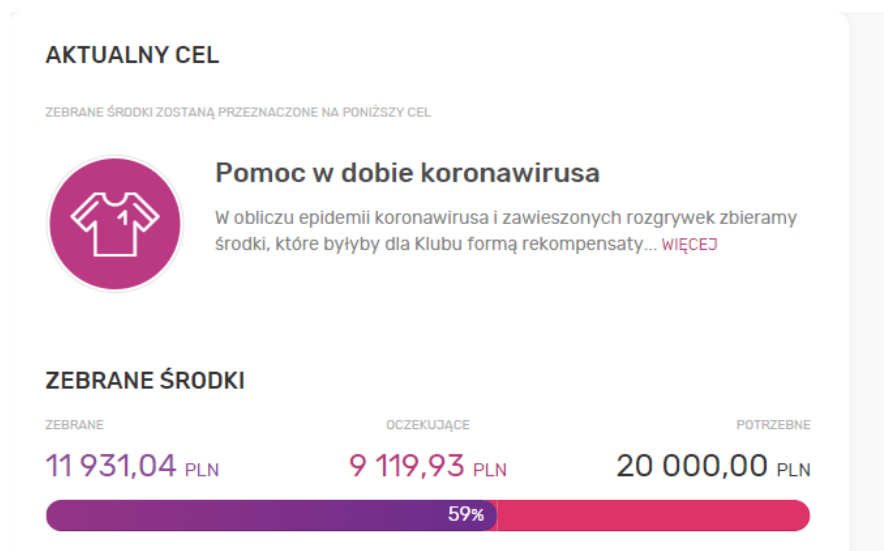 AKTUALNY CEL
ZEBRANE ŚRODKI ZOSTANĄ PRZEZNACZONE NA PONIŻSZY CEL
1
Pomoc w dobie koronawirusa
W obliczu epidemii koronawirusa i zawieszonych rozgrywek zbieramy
środki, które byłyby dla Klubu formą rekompensaty... WIĘCEJ
ZEBRANE ŚRODKI
ZEBRANE OCZEKUJĄCE POTRZEBNE
11 931,04 PLN 9 119,93 PLN 20 000,00 PLN
59%